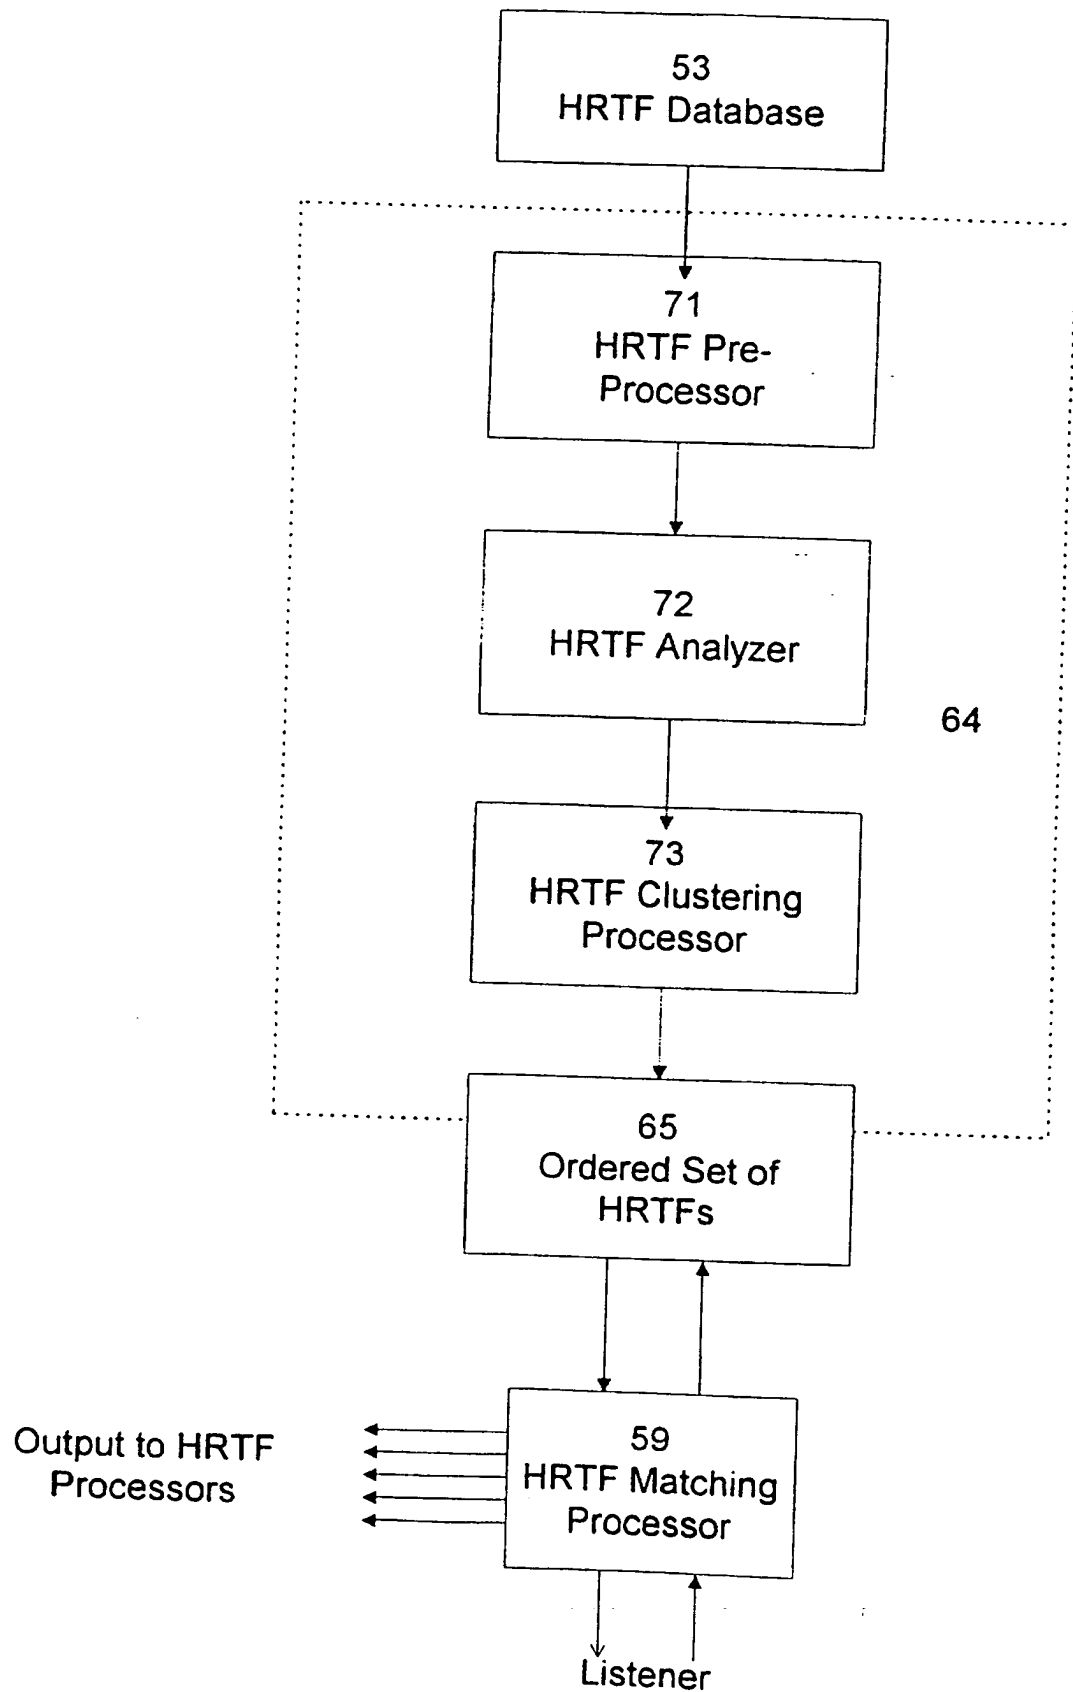 53
HRTF Database
71
HRTF Pre-
Processor
72
HRTF Analyzer
64
73
HRTF Clustering
Processor
65
Ordered Set of
HRTFs
Output to HRTF
Processors
59
HRTF Matching
Processor
Listener